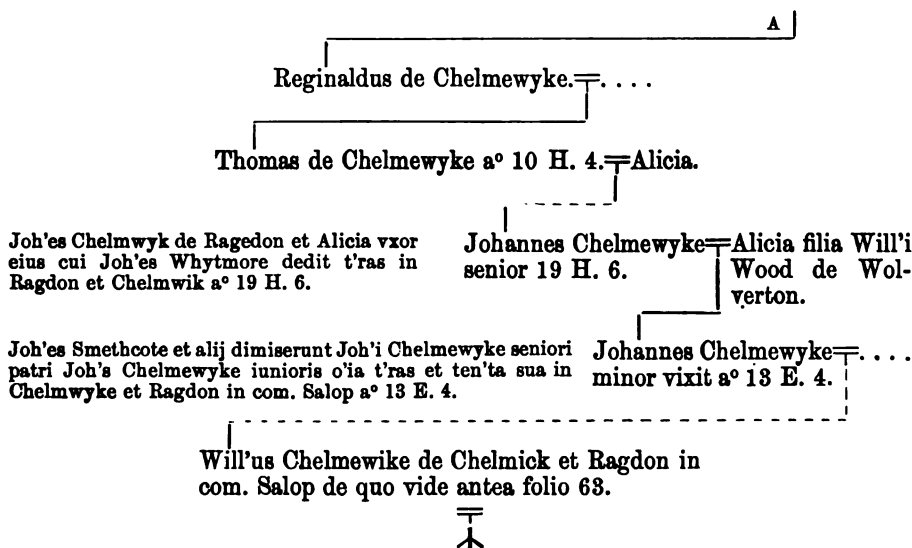 A
Reginaldus de Chelmewyke.╤. . . .
Thomas de Chelmewyke aº 10 H. 4.╤Alicia.
Joh'es Chelmwyk de Ragedon et Alicia vxor
eius cui Joh'es Whytmore dedit t'ras in
Ragdon et Chelmwik aº 19 H. 6.
Johannes Chelmewyke╤Alicia filia Will'i
senior 19 H. 6.
Wood de Wol-
verton.
Joh'es Smethcote et alij dimiserunt Joh'i Chelmewyke seniori
patri Joh's Chelmewyke iunioris o'ia t'ras et ten'ta sua in
Chelmwyke et Ragdon in com. Salop aº 13 E. 4.
Johannes Chelmewyke╤. . . .
minor vixit aº 13 E. 4.
Will'us Chelmewike de Chelmick et Ragdon in
com. Salop de quo vide antea folio 63.